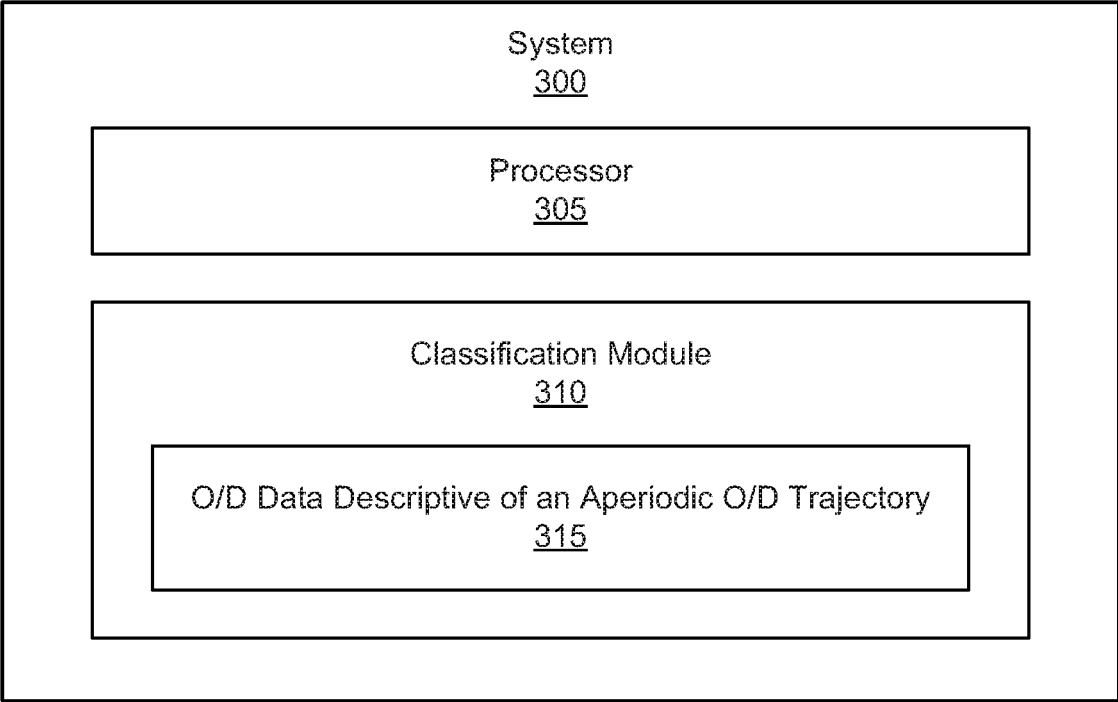 System
300
Processor
305
Classification Module
310
O/D Data Descriptive of an Aperiodic O/D Trajectory
315